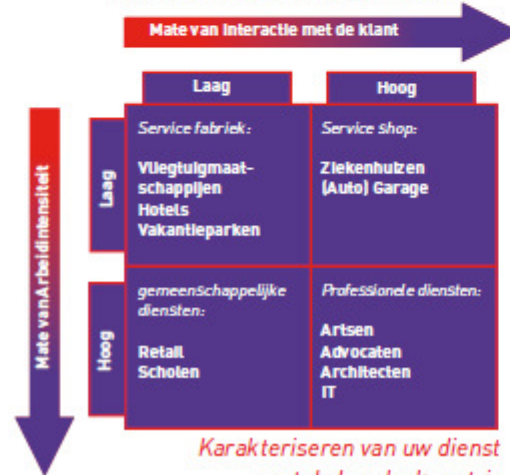 Mate van interactie met de klant
Laag
Hoog
Mate van Arbeidintensiteit
Laag
Service fabriek:
Vliegtuigmaat-
schappijen
Hotels
Vakantieparken
Service shop:
Ziekenhuizen
(Auto) Garage
Hoog
gemeenschappelijke
diensten:
Retail
Scholen
Professionele diensten:
Artsen
Advocaten
Architecten
IT
Karakteriseren van uw dienst